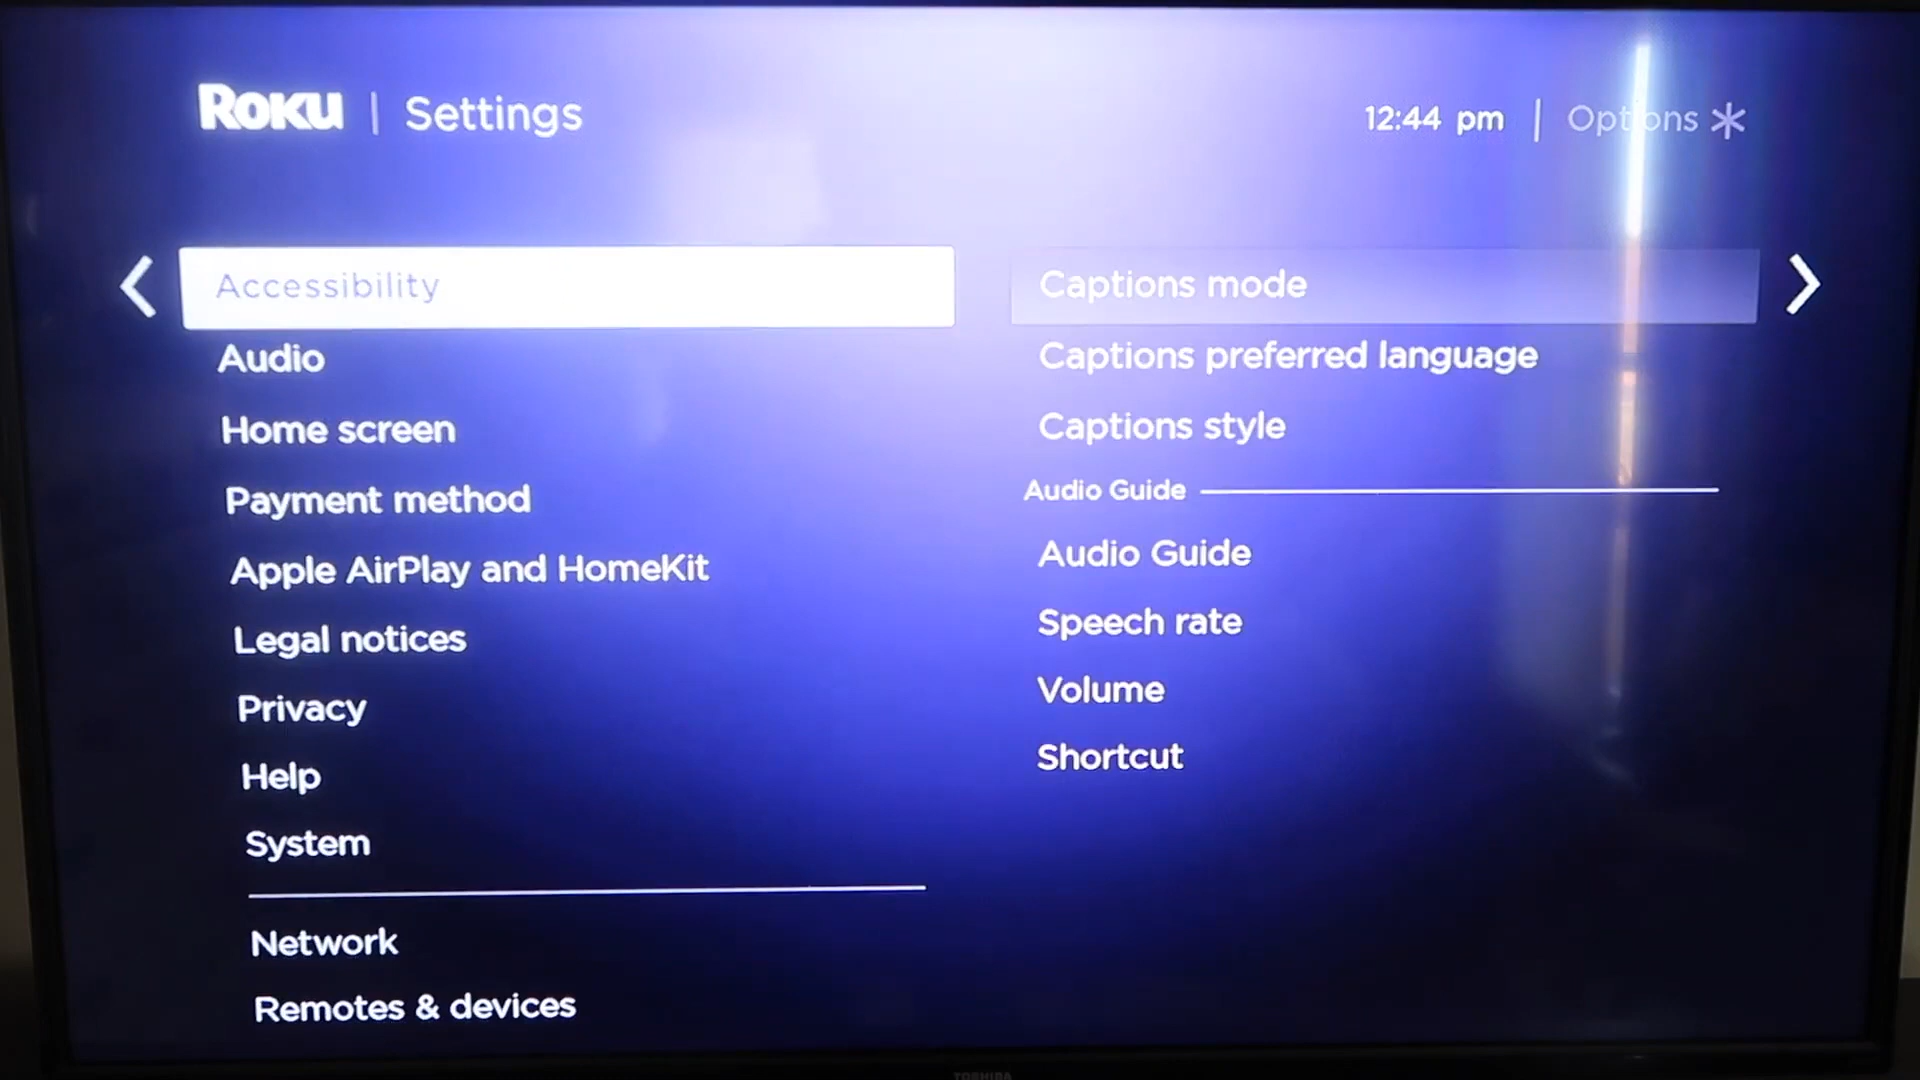 Roku | Settings
12:44 pm | Options *
Accessibility
Audio
Home screen
Payment method
Apple AirPlay and HomeKit
Legal notices
Privacy
Help
System
Network
Remotes & devices
Captions mode
Captions preferred language
Captions style
Audio Guide
Audio Guide
Speech rate
Volume
Shortcut
TOSHIBA